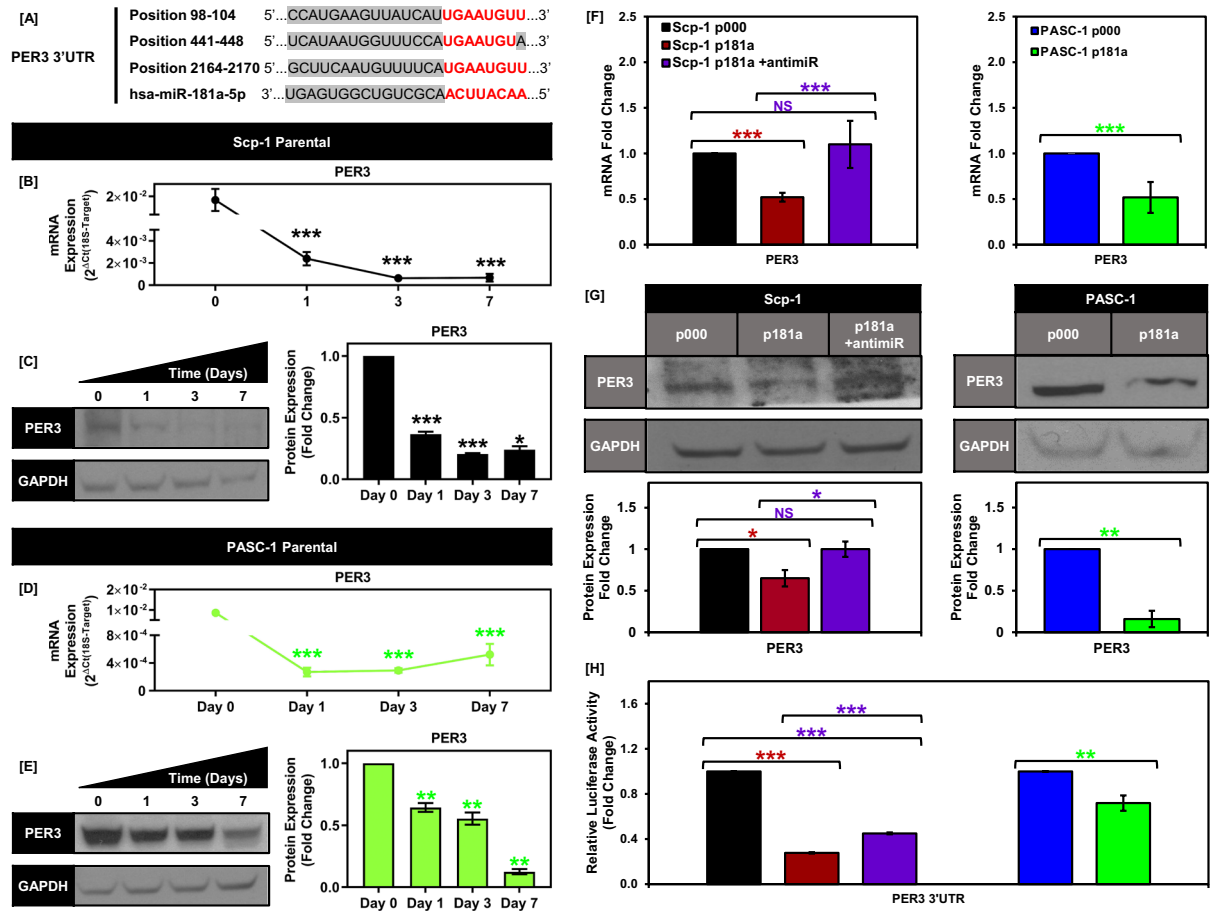 [A]
PER3 3'UTR
Position 98-104 5'...CCAUGAAGUUAUCAUUGAAUGUU...3'
Position 441-448 5'...UCAUAAUGGUUUCCAUGAAUGUA...3'
Position 2164-2170 5'...GCUUCAAUGUUUUCAUGAAUGUU...3'
hsa-miR-181a-5p 3'...UGAGUGGCUGUCGCAACUUACAA...5'
Scp-1 Parental
[B]
PER3
mRNA
Expression
(2^ΔCt(18S-Target))
2×10^-2
4×10^-3
2×10^-3
0
*** *** ***
0 1 3 7
[C]
Time (Days)
0 1 3 7
PER3
GAPDH
PER3
Protein Expression
(Fold Change)
1.0
0.5
0.0
*** *** *
Day 0 Day 1 Day 3 Day 7
PASC-1 Parental
[D]
PER3
mRNA
Expression
(2^ΔCt(18S-Target))
2×10^-2
1×10^-2
8×10^-4
4×10^-4
0
*** *** ***
Day 0 Day 1 Day 3 Day 7
[E]
Time (Days)
0 1 3 7
PER3
GAPDH
PER3
Protein Expression
(Fold Change)
1.0
0.5
0.0
** ** **
Day 0 Day 1 Day 3 Day 7
[F]
mRNA Fold Change
2.5
2.0
1.5
1.0
0.5
0.0
Scp-1 p000
Scp-1 p181a
Scp-1 p181a +antimiR
***
NS
***
PER3
mRNA Fold Change
2.5
2.0
1.5
1.0
0.5
0.0
PASC-1 p000
PASC-1 p181a
***
PER3
[G]
Scp-1
p000 p181a p181a
+antimiR
PER3
GAPDH
Protein Expression
Fold Change
1.5
1
0.5
0
*
NS
*
PER3
PASC-1
p000 p181a
PER3
GAPDH
Protein Expression
Fold Change
1.5
1
0.5
0
**
PER3
[H]
Relative Luciferase Activity
(Fold Change)
1.6
1.2
0.8
0.4
0.0
***
***
***
**
PER3 3'UTR